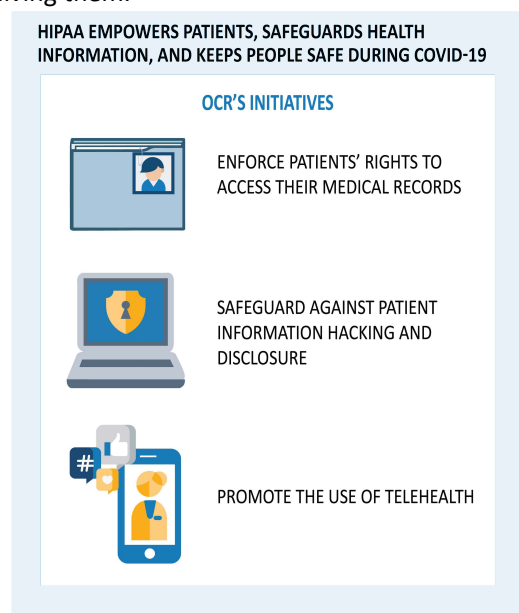 them.
HIPAA EMPOWERS PATIENTS, SAFEGUARDS HEALTH
INFORMATION, AND KEEPS PEOPLE SAFE DURING COVID-19
OCR'S INITIATIVES
ENFORCE PATIENTS' RIGHTS TO
ACCESS THEIR MEDICAL RECORDS
SAFEGUARD AGAINST PATIENT
INFORMATION HACKING AND
DISCLOSURE
#
PROMOTE THE USE OF TELEHEALTH